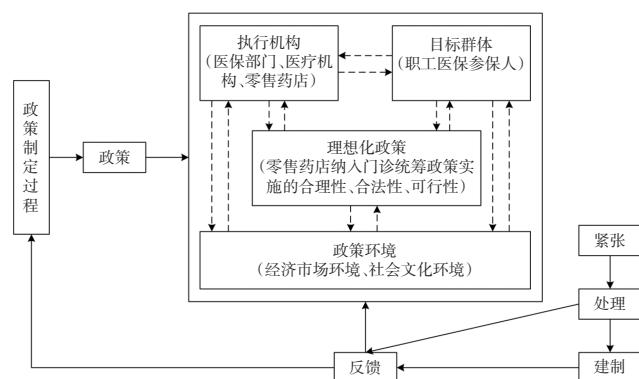 执行机构
（医保部门、医疗机
构、零售药店）
目标群体
（职工医保参保人）
政策制定过程
政策
理想化政策
（零售药店纳入门诊统筹政策实
施的合理性、合法性、可行性）
政策环境
（经济市场环境、社会文化环境）
紧张
处理
反馈
建制